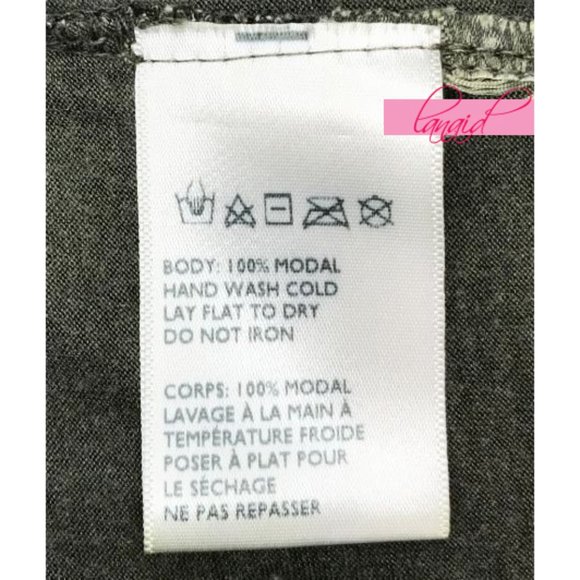 lanaid
BODY: 100% MODAL
HAND WASH COLD
LAY FLAT TO DRY
DO NOT IRON
CORPS: 100% MODAL
LAVAGE À LA MAIN À
TEMPÉRATURE FROIDE
POSER À PLAT POUR
LE SÉCHAGE
NE PAS REPASSER